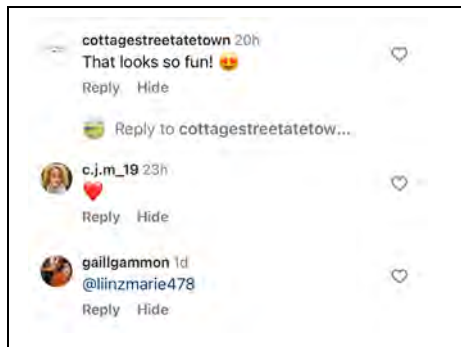 cottagestreetatetown 20h
That looks so fun! 😍
Reply Hide
Reply to cottagestreetatetow...
c.j.m_19 23h
❤️
Reply Hide
gaillgammon 1d
@liinzmarie478
Reply Hide